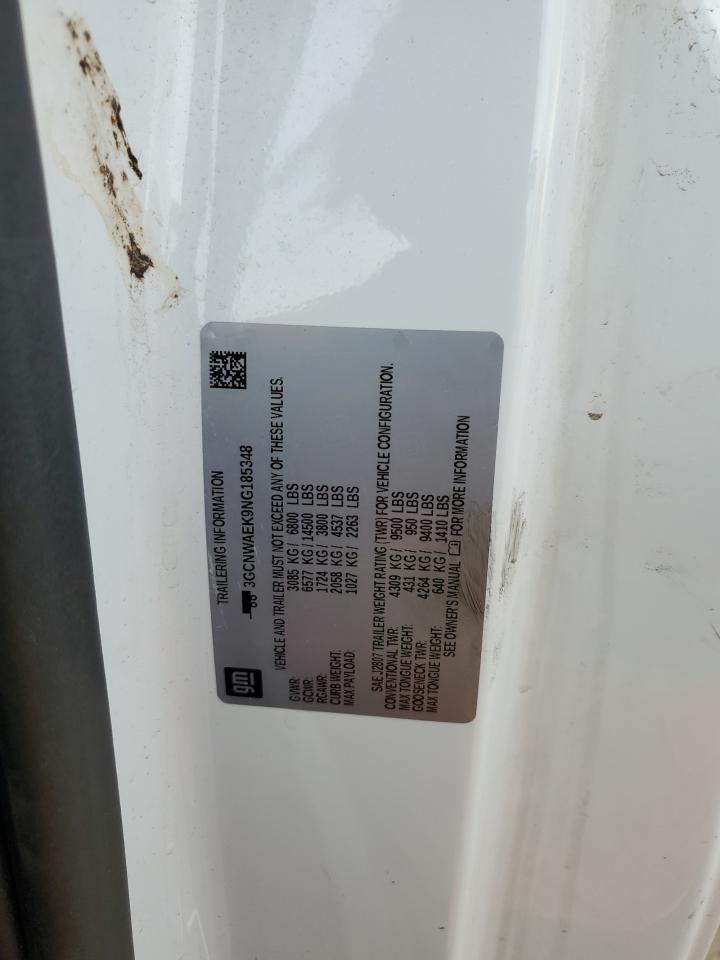 gm
TRAILERING INFORMATION
3GCNWAEK9NG185348
VEHICLE AND TRAILER MUST NOT EXCEED ANY OF THESE VALUES.
GVWR: 3085 KG / 6800 LBS
GCWR: 6577 KG / 14500 LBS
RGAWR: 1724 KG / 3800 LBS
CURB WEIGHT: 2058 KG / 4537 LBS
MAX PAYLOAD: 1027 KG / 2263 LBS
SAE J2807 TRAILER WEIGHT RATING (TWR) FOR VEHICLE CONFIGURATION.
CONVENTIONAL TWR: 4309 KG / 9500 LBS
MAX TONGUE WEIGHT: 431 KG / 950 LBS
GOOSENECK TWR: 4264 KG / 9400 LBS
MAX TONGUE WEIGHT: 640 KG / 1410 LBS
SEE OWNER'S MANUAL FOR MORE INFORMATION